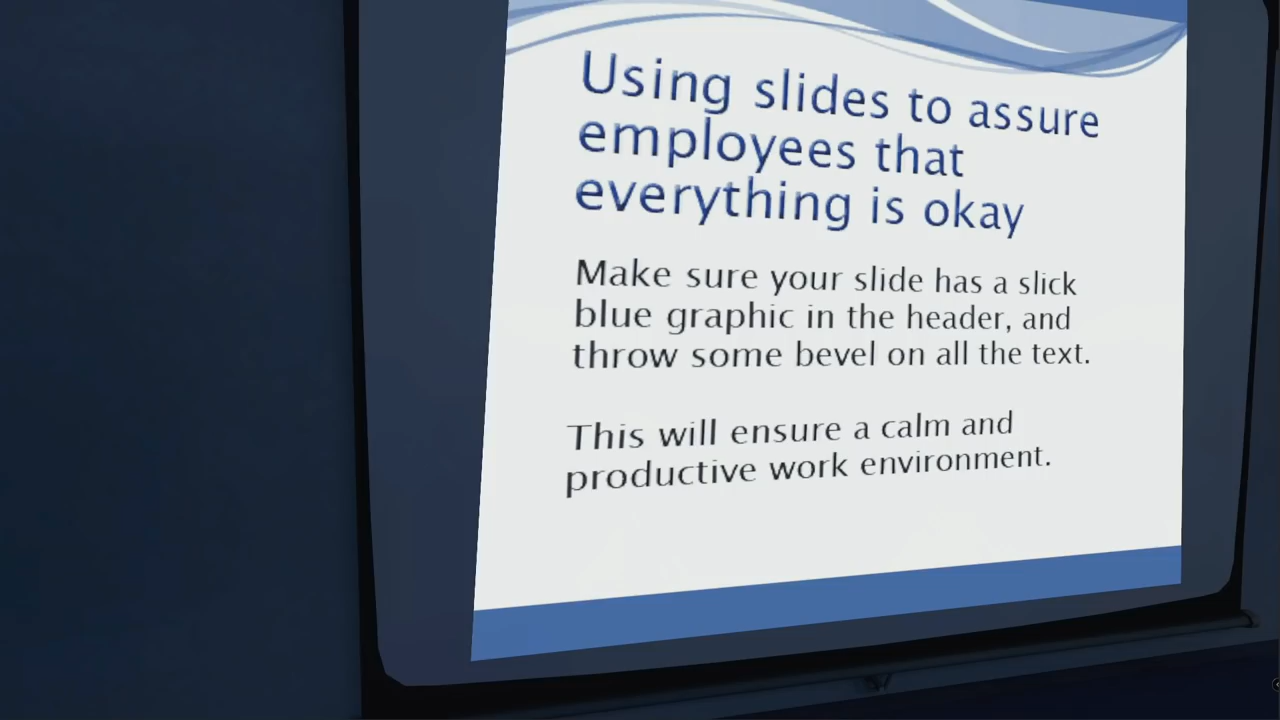 Using slides to assure
employees that
everything is okay
Make sure your slide has a slick
blue graphic in the header, and
throw some bevel on all the text.
This will ensure a calm and
productive work environment.